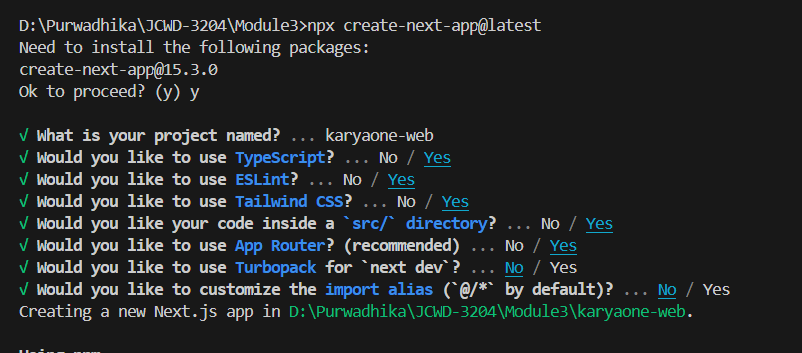 D:\Purwadhika\JCWD-3204\Module3>npx create-next-app@latest
Need to install the following packages:
create-next-app@15.3.0
Ok to proceed? (y) y
√ What is your project named? ... karyaone-web
√ Would you like to use TypeScript? ... No / Yes
√ Would you like to use ESLint? ... No / Yes
√ Would you like to use Tailwind CSS? ... No / Yes
√ Would you like your code inside a `src/` directory? ... No / Yes
√ Would you like to use App Router? (recommended) ... No / Yes
√ Would you like to use Turbopack for `next dev`? ... No / Yes
√ Would you like to customize the import alias (`@/*` by default)? ... No / Yes
Creating a new Next.js app in D:\Purwadhika\JCWD-3204\Module3\karyaone-web.